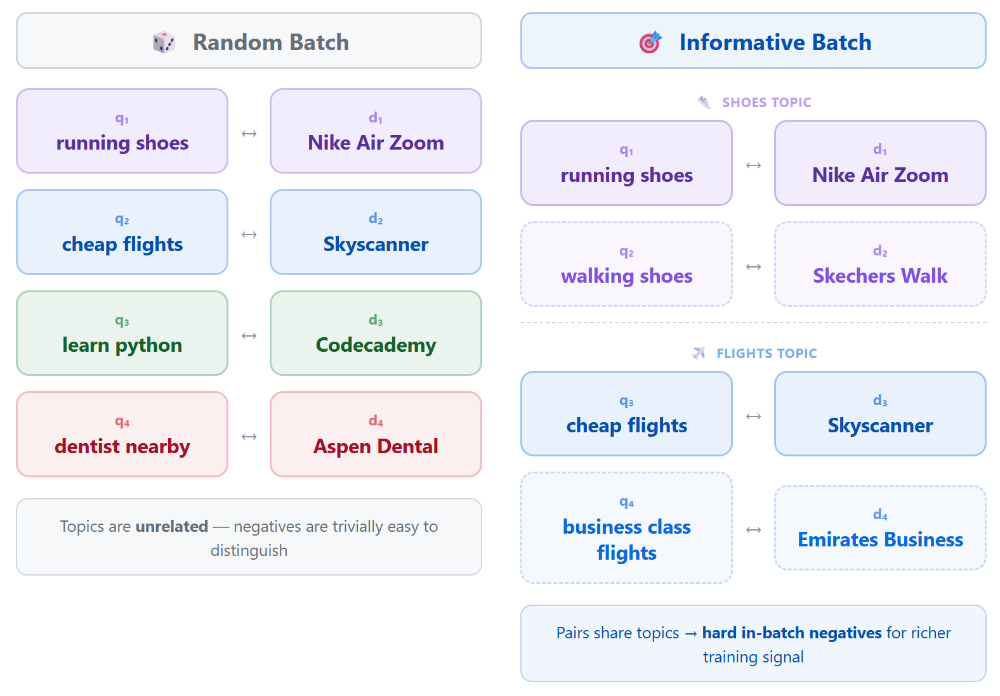 Random Batch
q₁
running shoes
↔
d₁
Nike Air Zoom
q₂
cheap flights
↔
d₂
Skyscanner
q₃
learn python
↔
d₃
Codecademy
q₄
dentist nearby
↔
d₄
Aspen Dental
Topics are unrelated — negatives are trivially easy to
distinguish
Informative Batch
SHOES TOPIC
q₁
running shoes
↔
d₁
Nike Air Zoom
q₂
walking shoes
↔
d₂
Skechers Walk
FLIGHTS TOPIC
q₃
cheap flights
↔
d₃
Skyscanner
q₄
business class
flights
↔
d₄
Emirates Business
Pairs share topics → hard in-batch negatives for richer
training signal